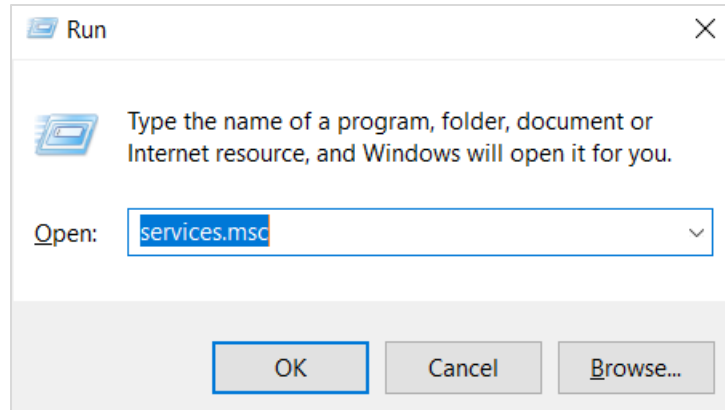 Run
Type the name of a program, folder, document or
Internet resource, and Windows will open it for you.
Open: services.msc
OK Cancel Browse...